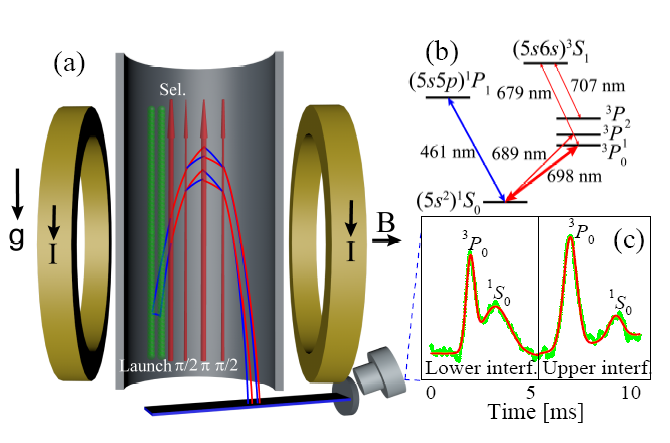 (a)
Sel.
g
I
I
B
Launch π/2 π π/2
(b)
(5s6s)³S₁
(5s5p)¹P₁
679 nm
707 nm
³P₂
³P₁
³P₀
461 nm
689 nm
698 nm
(5s²)¹S₀
(c)
³P₀
¹S₀
³P₀
¹S₀
Lower interf.
Upper interf.
0
5
10
Time [ms]